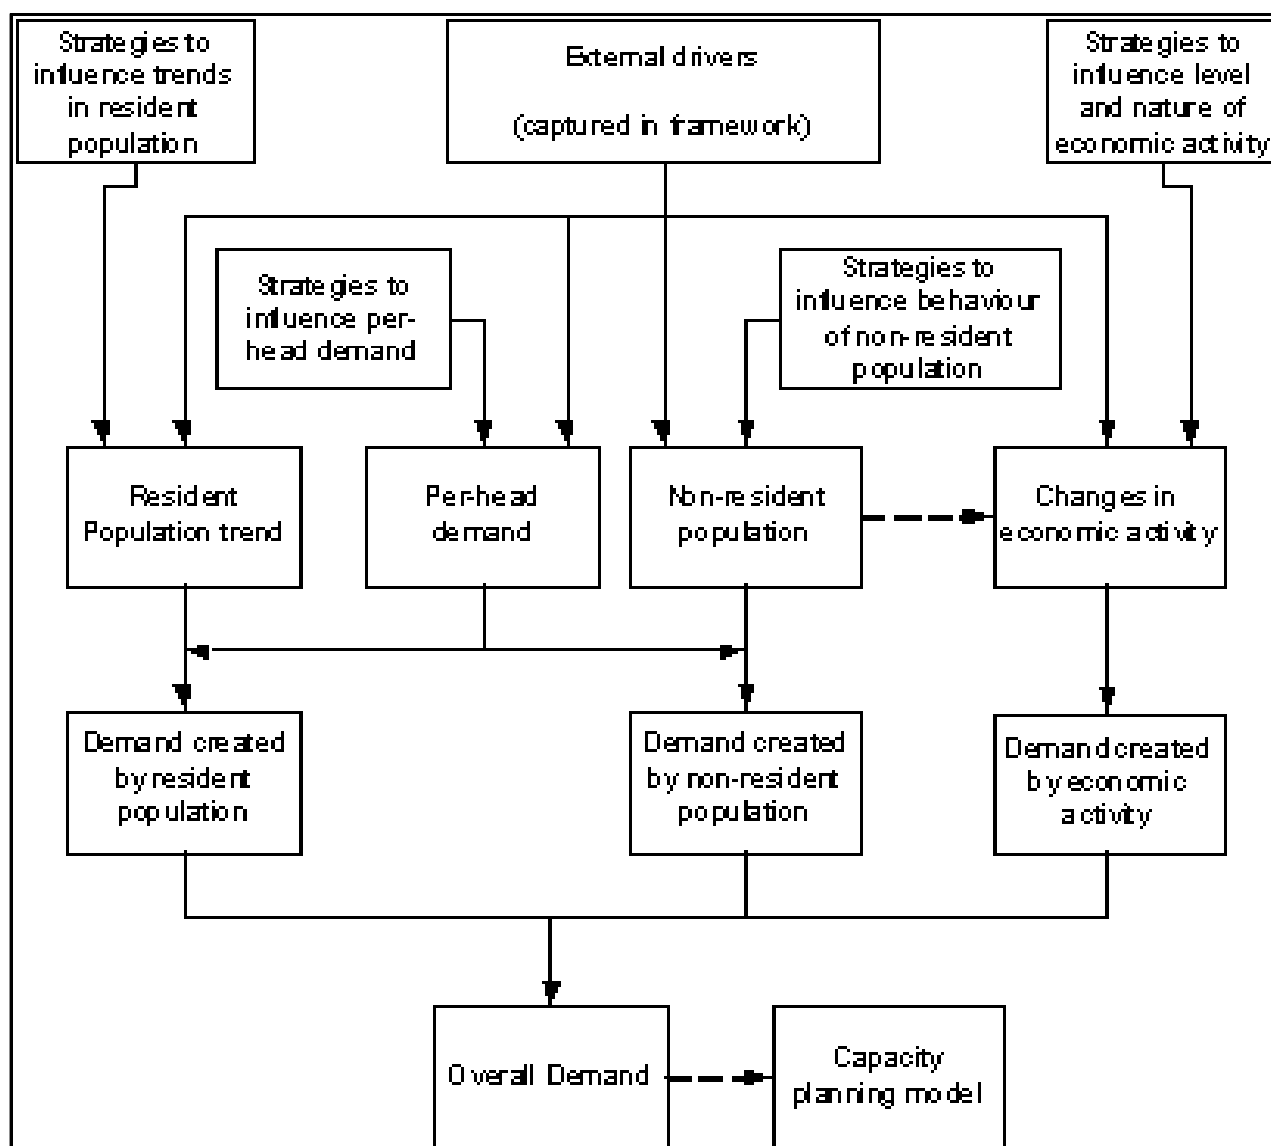 Strategies to
influence trends
in resident
population
External drivers
(captured in framework)
Strategies to
influence level
and nature of
economic activity
Strategies to
influence per-
head demand
Strategies to
influence behaviour
of non-resident
population
Resident
Population trend
Per-head
demand
Non-resident
population
Changes in
economic activity
Demand created
by resident
population
Demand created
by non-resident
population
Demand created
by economic
activity
Overall Demand
Capacity
planning model